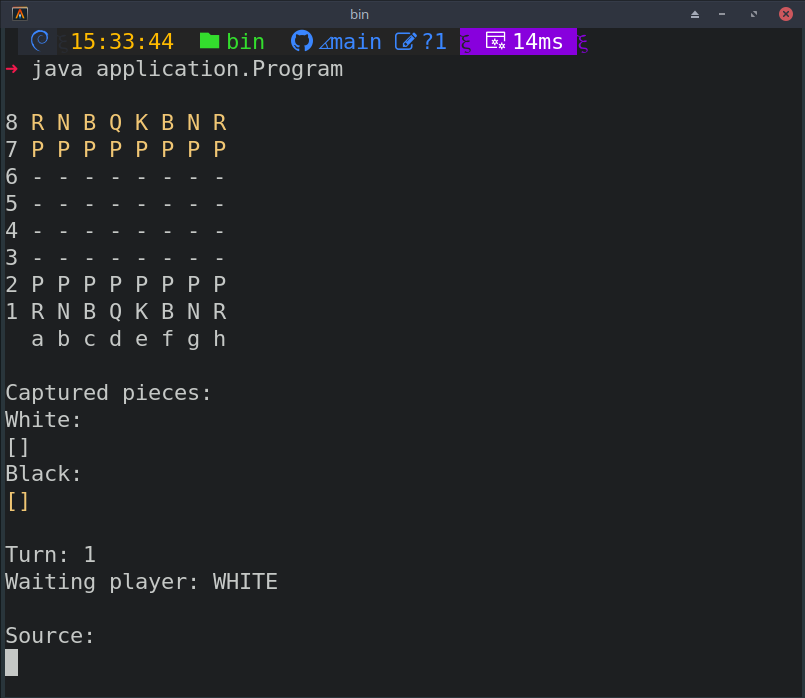 bin
15:33:44 bin main ?1 14ms
→ java application.Program
8 R N B Q K B N R
7 P P P P P P P P
6 - - - - - - - -
5 - - - - - - - -
4 - - - - - - - -
3 - - - - - - - -
2 P P P P P P P P
1 R N B Q K B N R
a b c d e f g h
Captured pieces:
White:
[]
Black:
[]
Turn: 1
Waiting player: WHITE
Source: